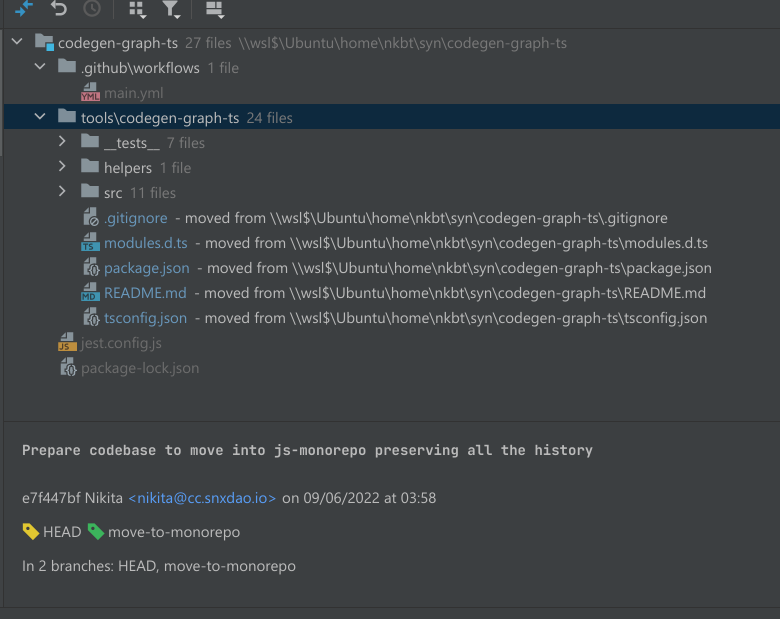 codegen-graph-ts 27 files \\wsl$\Ubuntu\home\nkbt\syn\codegen-graph-ts
.github\workflows 1 file
YML main.yml
tools\codegen-graph-ts 24 files
__tests__ 7 files
helpers 1 file
src 11 files
.gitignore - moved from \\wsl$\Ubuntu\home\nkbt\syn\codegen-graph-ts\.gitignore
TS modules.d.ts - moved from \\wsl$\Ubuntu\home\nkbt\syn\codegen-graph-ts\modules.d.ts
package.json - moved from \\wsl$\Ubuntu\home\nkbt\syn\codegen-graph-ts\package.json
MD README.md - moved from \\wsl$\Ubuntu\home\nkbt\syn\codegen-graph-ts\README.md
tsconfig.json - moved from \\wsl$\Ubuntu\home\nkbt\syn\codegen-graph-ts\tsconfig.json
JS jest.config.js
package-lock.json
Prepare codebase to move into js-monorepo preserving all the history
e7f447bf Nikita <nikita@cc.snxdao.io> on 09/06/2022 at 03:58
HEAD move-to-monorepo
In 2 branches: HEAD, move-to-monorepo